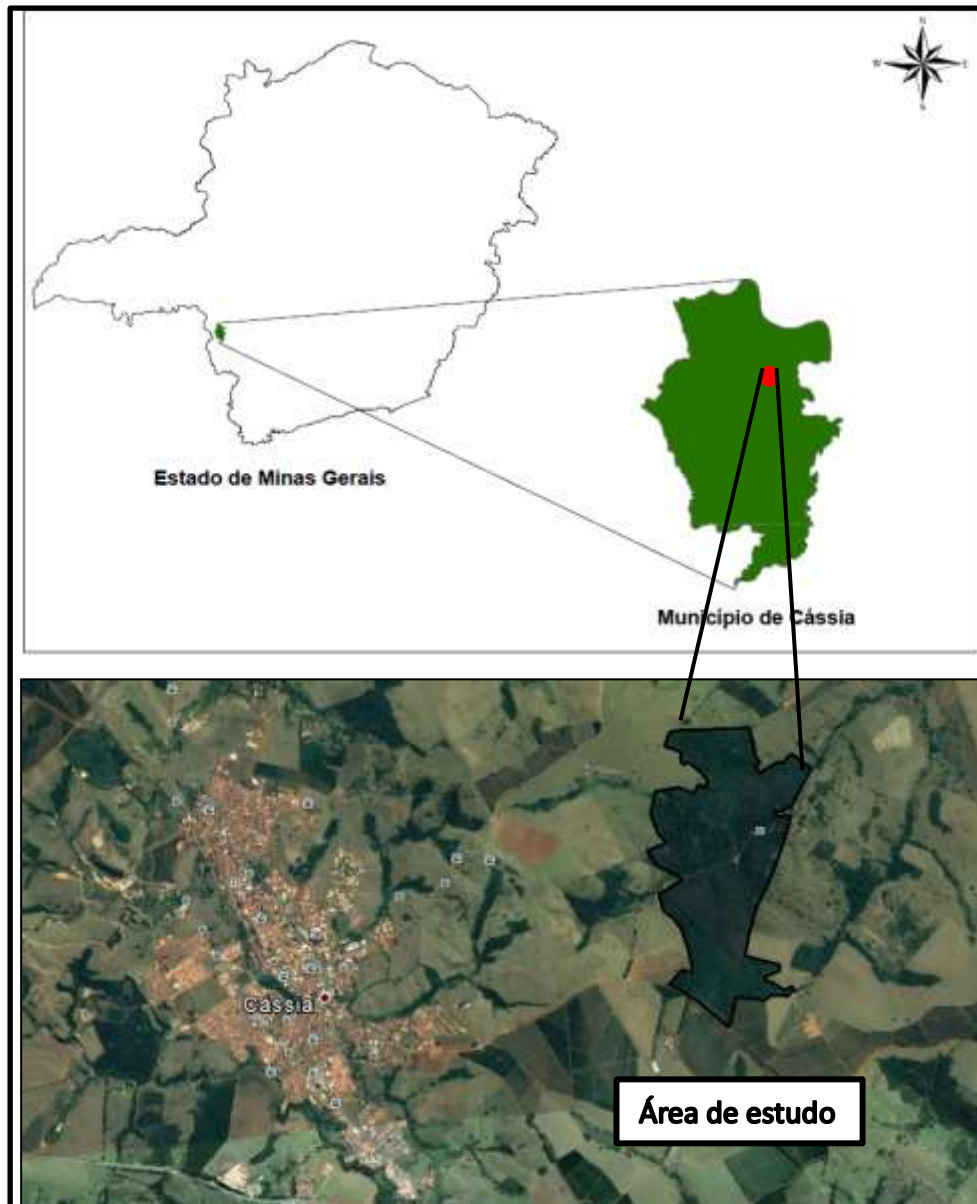 N
W E
S
Estado de Minas Gerais
Município de Cássia
Cássia
Área de estudo